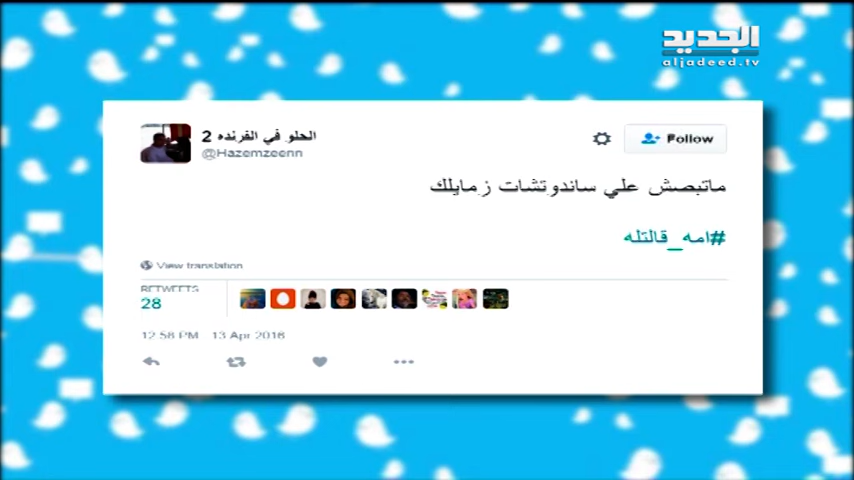 الجديد
aljadeed.tv
الحلو في الفرنده 2
@Hazemzeenn
Follow
ماتبصش علي ساندوتشات زمايلك
#امه_قالتله
View translation
RETWEETS
28
12:58 PM 13 Apr 2016